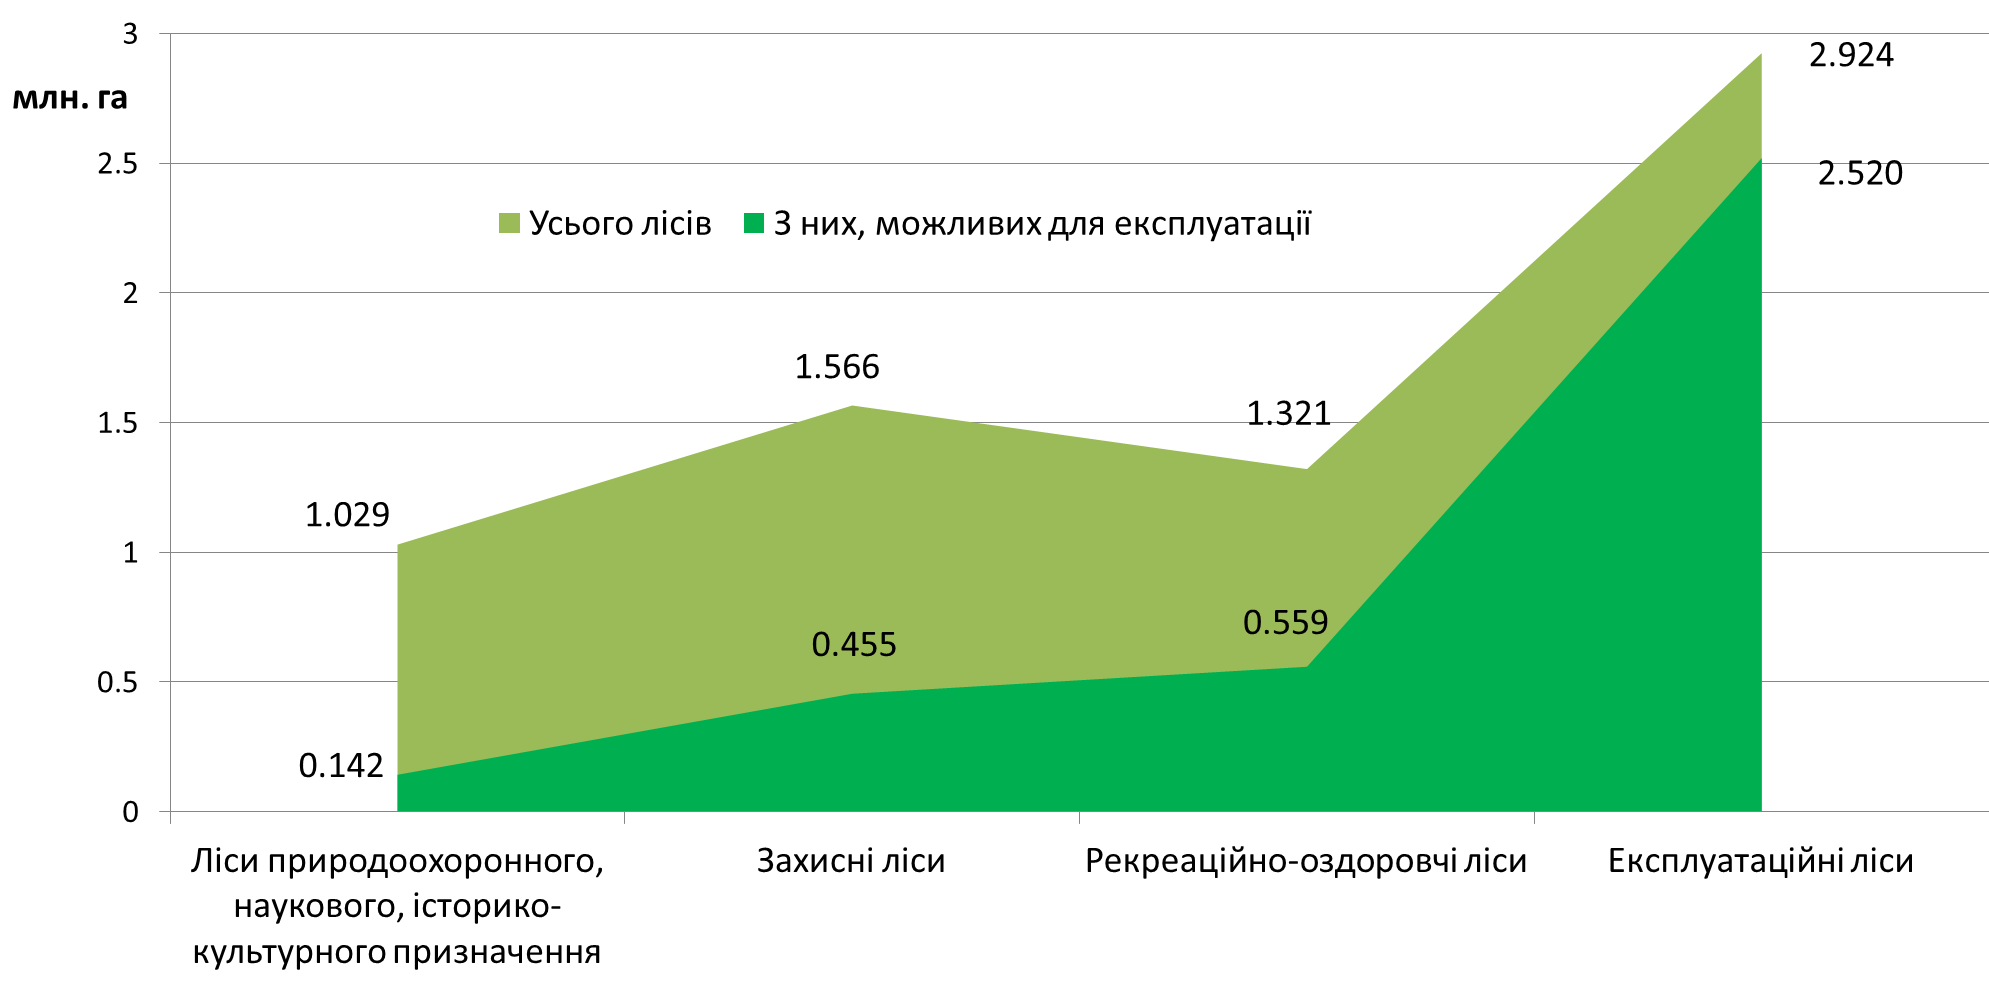 3
млн. га
2.924
2.5
2.520
Усього лісів З них, можливих для експлуатації
2
1.566
1.5
1.321
1.029
1
0.559
0.455
0.5
0.142
0
Ліси природоохоронного,
наукового, історико-
культурного призначення
Захисні ліси
Рекреаційно-оздоровчі ліси
Експлуатаційні ліси